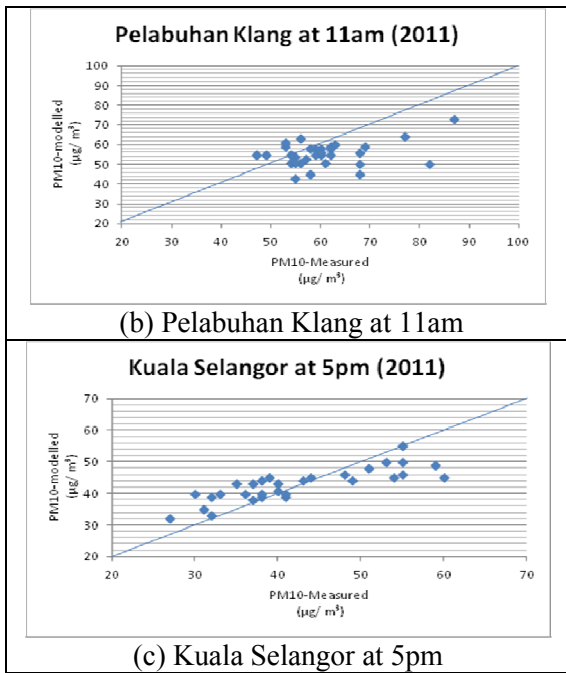 Pelabuhan Klang at 11am (2011)
PM10-modelled
(µg/ m³)
100
90
80
70
60
50
40
30
20
20 30 40 50 60 70 80 90 100
PM10-Measured
(µg/ m³)
(b) Pelabuhan Klang at 11am
Kuala Selangor at 5pm (2011)
PM10-modelled
(µg/ m³)
70
60
50
40
30
20
20 30 40 50 60 70
PM10-Measured
(µg/ m³)
(c) Kuala Selangor at 5pm